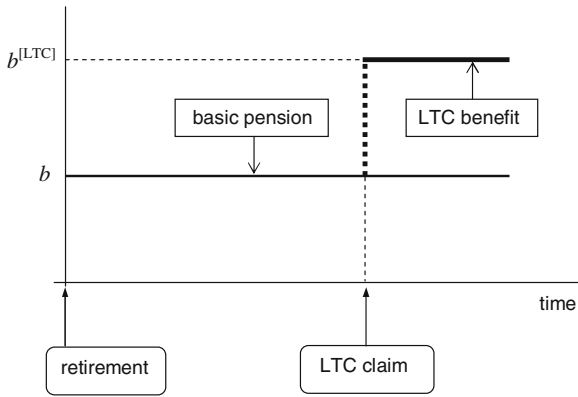 b[LTC]
basic pension
LTC benefit
b
time
retirement
LTC claim